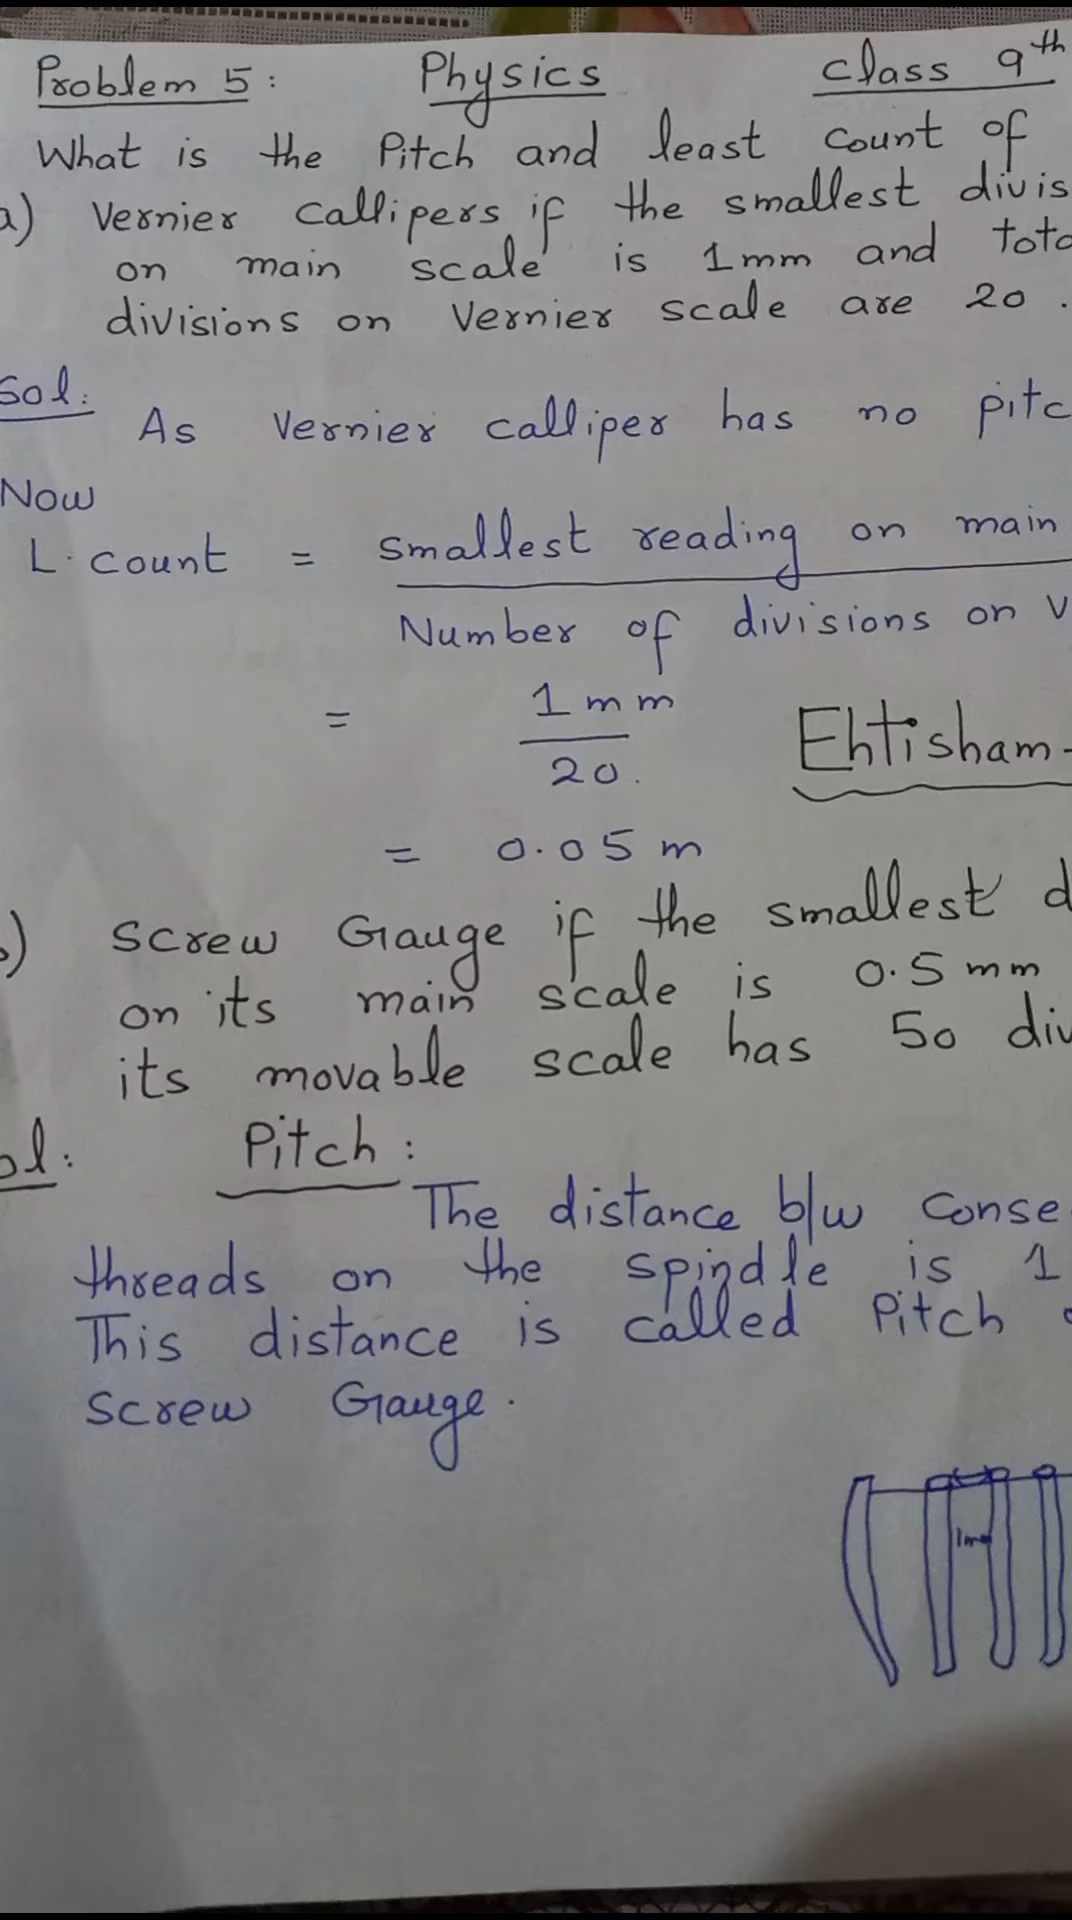 Problem 5: Physics class 9th
What is the Pitch and least count of
a) Vernier callipers if the smallest divis
on main scale is 1mm and tota
divisions on Vernier scale are 20.
Sol:
As Vernier calliper has no pitc
Now
L.count = smallest reading on main
Number of divisions on V
= 1mm
20.
Ehtisham-
= 0.05 m
b) Screw Gauge if the smallest d
on its main scale is 0.5 mm
its movable scale has 50 div
ol: Pitch:
The distance b/w conse
threads on the spindle is 1
This distance is called Pitch
screw Gauge.
1mm